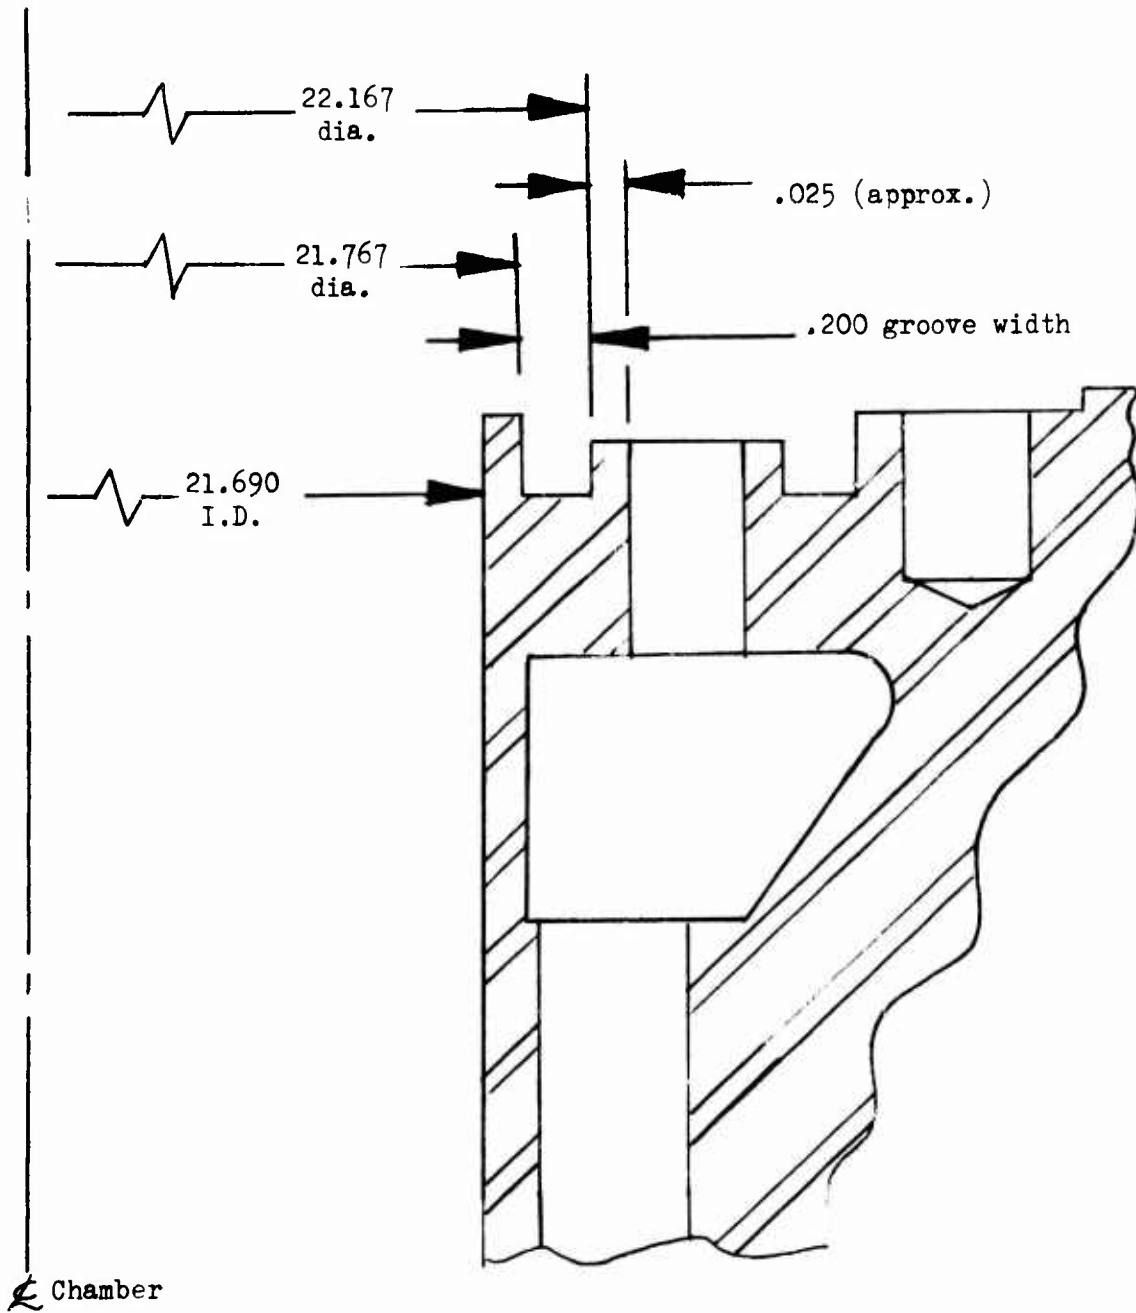 22.167
dia.
.025 (approx.)
21.767
dia.
.200 groove width
21.690
I.D.
℄ Chamber